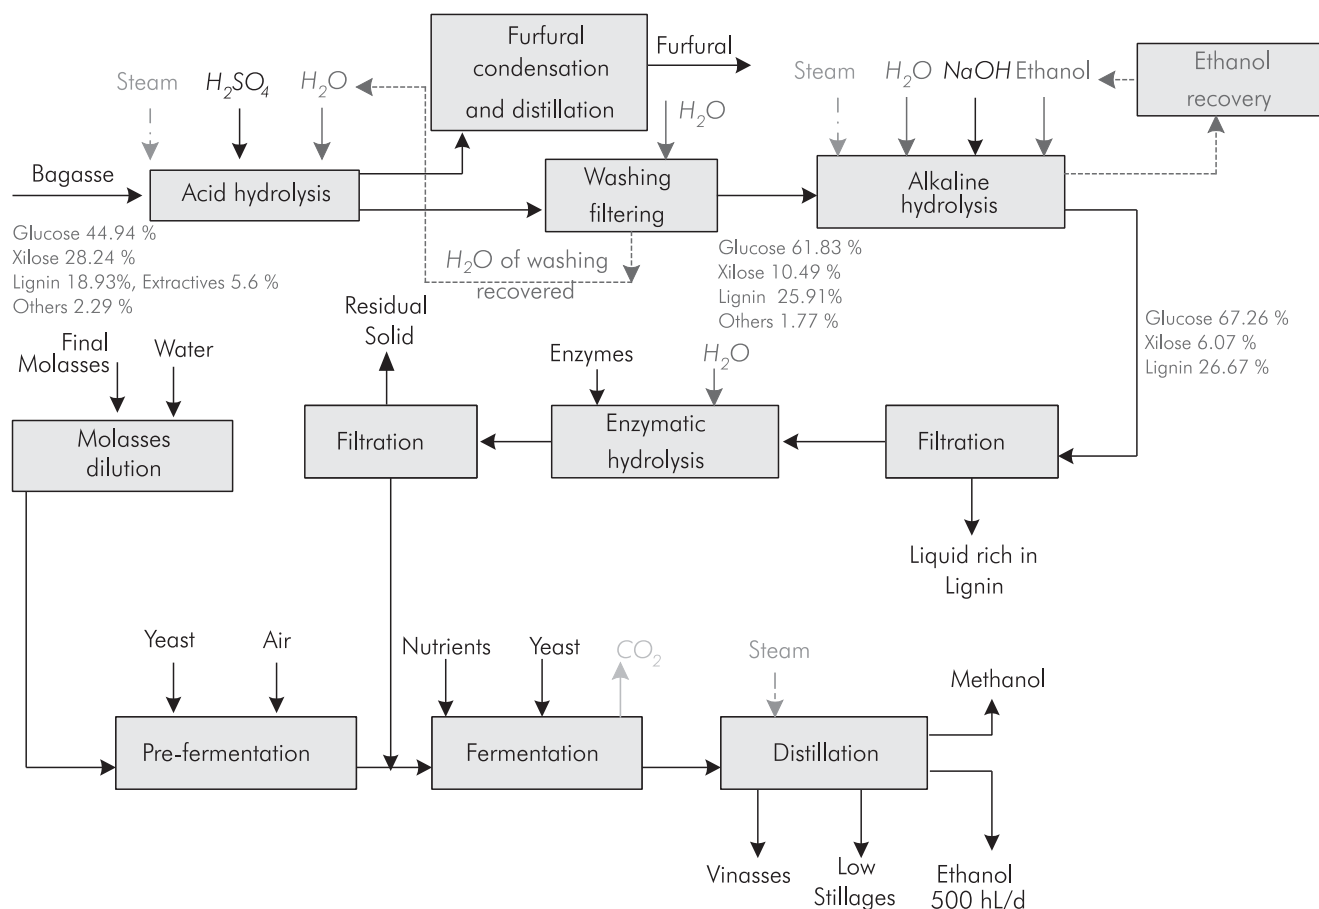 Furfural
condensation
and distillation
Furfural
Steam
H2SO4
H2O
H2O
Steam
H2O
NaOH
Ethanol
Ethanol
recovery
Bagasse
Acid hydrolysis
Washing
filtering
Alkaline
hydrolysis
Glucose 44.94 %
Xilose 28.24 %
Lignin 18.93%, Extractives 5.6 %
Others 2.29 %
H2O of washing
recovered
Glucose 61.83 %
Xilose 10.49 %
Lignin 25.91%
Others 1.77 %
Glucose 67.26 %
Xilose 6.07 %
Lignin 26.67 %
Final
Molasses
Water
Residual
Solid
Enzymes
H2O
Molasses
dilution
Filtration
Enzymatic
hydrolysis
Filtration
Liquid rich in
Lignin
Yeast
Air
Nutrients
Yeast
CO2
Steam
Methanol
Pre-fermentation
Fermentation
Distillation
Vinasses
Low
Stillages
Ethanol
500 hL/d